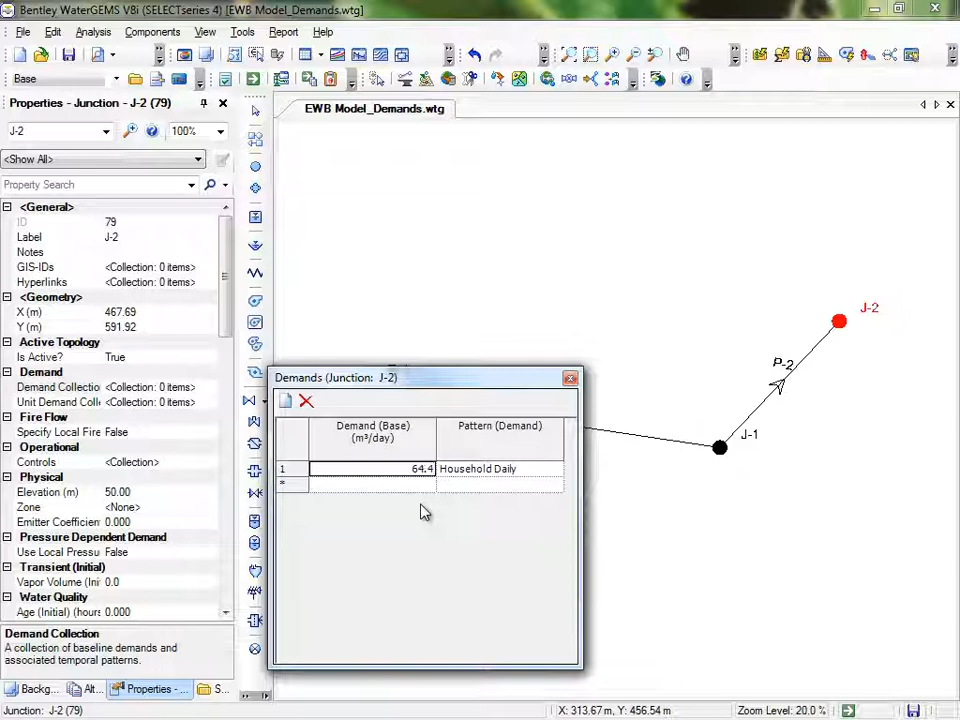 Bentley WaterGEMS V8i (SELECTseries 4) [EWB Model_Demands.wtg]
File Edit Analysis Components View Tools Report Help
Base
Properties - Junction - J-2 (79)
EWB Model_Demands.wtg
J-2
100%
<Show All>
Property Search
<General>
ID 79
Label J-2
Notes
GIS-IDs <Collection: 0 items>
Hyperlinks <Collection: 0 items>
<Geometry>
X (m) 467.69
Y (m) 591.92
Active Topology
Is Active? True
Demand
Demand Collectio <Collection: 0 items>
Unit Demand Coll <Collection: 0 items>
Fire Flow
Specify Local Fire False
Operational
Controls <Collection: 0 items>
Physical
Elevation (m) 50.00
Zone <None>
Emitter Coefficien 0.000
Pressure Dependent Demand
Use Local Pressu False
Transient (Initial)
Vapor Volume (Ini 0.0
Water Quality
Age (Initial) (hours 0.000
Demand Collection
A collection of baseline demands and
associated temporal patterns.
Backg... Alt... Properties - ... S...
J-2
P-2
J-1
Demands (Junction: J-2)
Demand (Base)
(m³/day)
Pattern (Demand)
1 64.4 Household Daily
*
Junction: J-2 (79)
X: 313.67 m, Y: 456.54 m
Zoom Level: 20.0 %